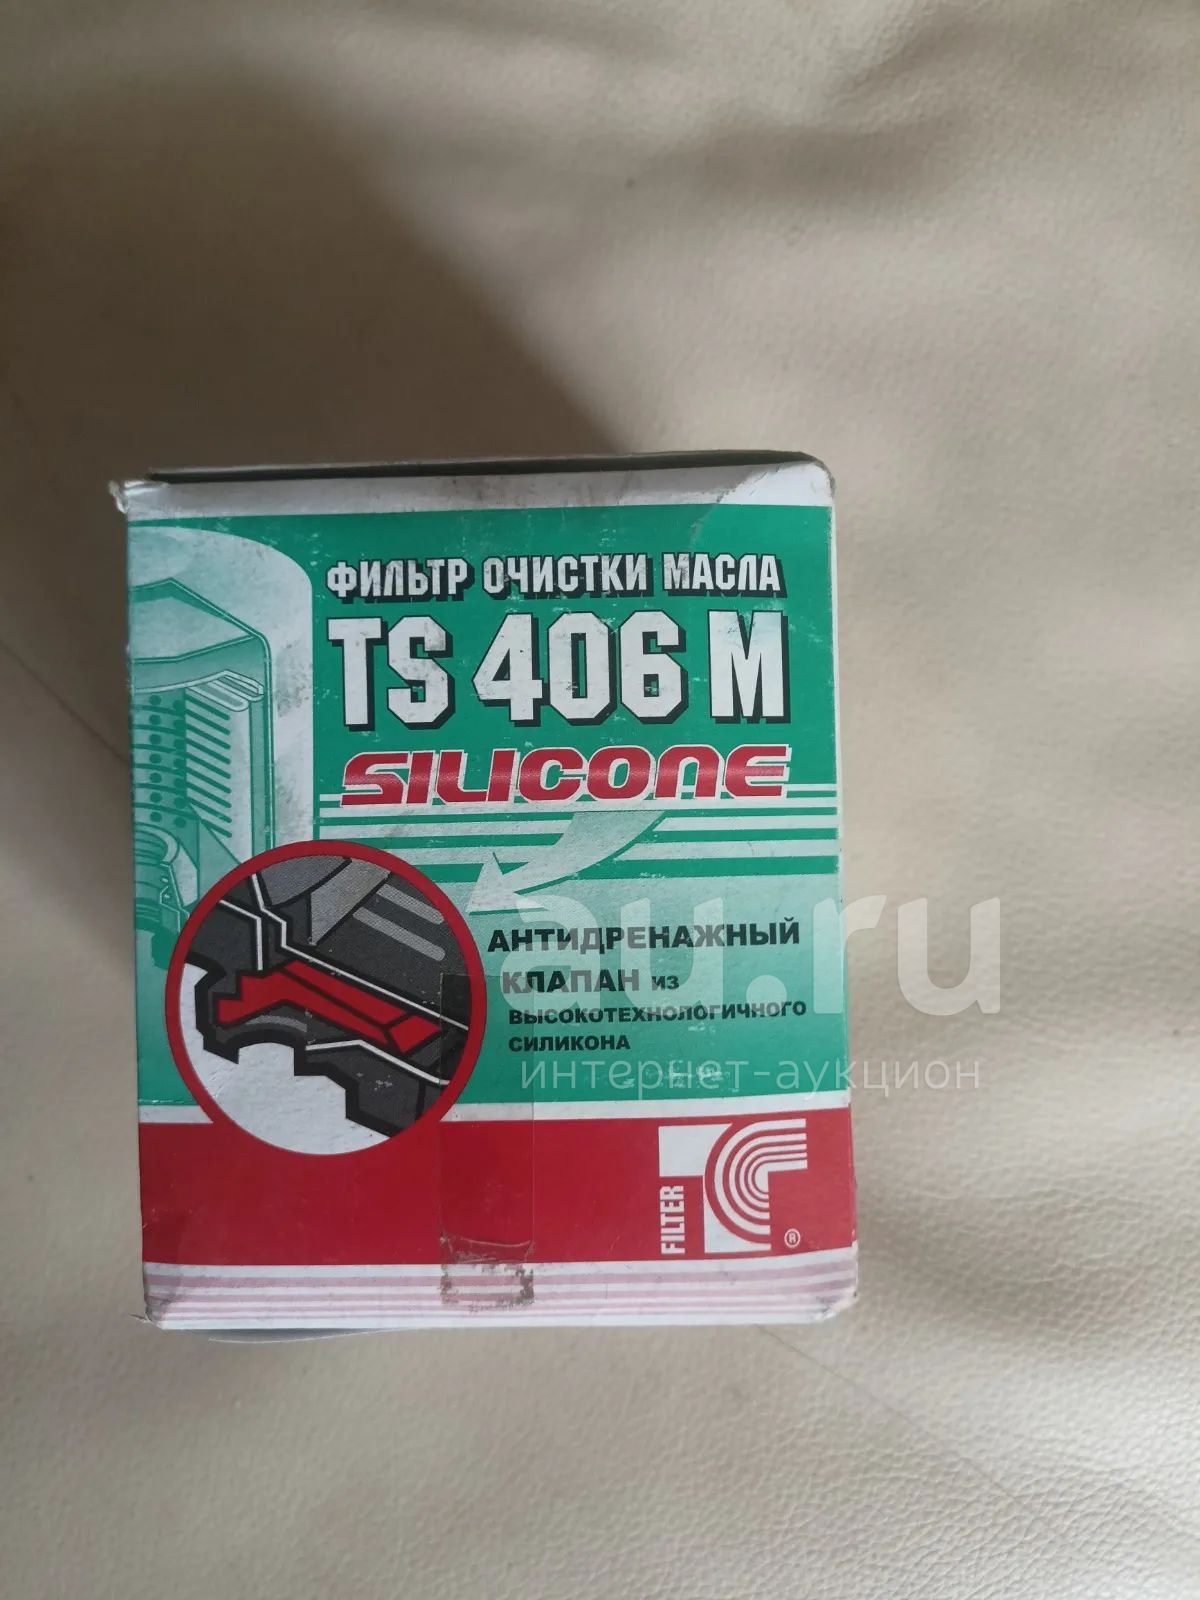 ФИЛЬТР ОЧИСТКИ МАСЛА
TS 406 M
SILICONE
АНТИДРЕНАЖНЫЙ
КЛАПАН из
ВЫСОКОТЕХНОЛОГИЧНОГО
СИЛИКОНА
au.ru
интернет-аукцион
FILTER
®